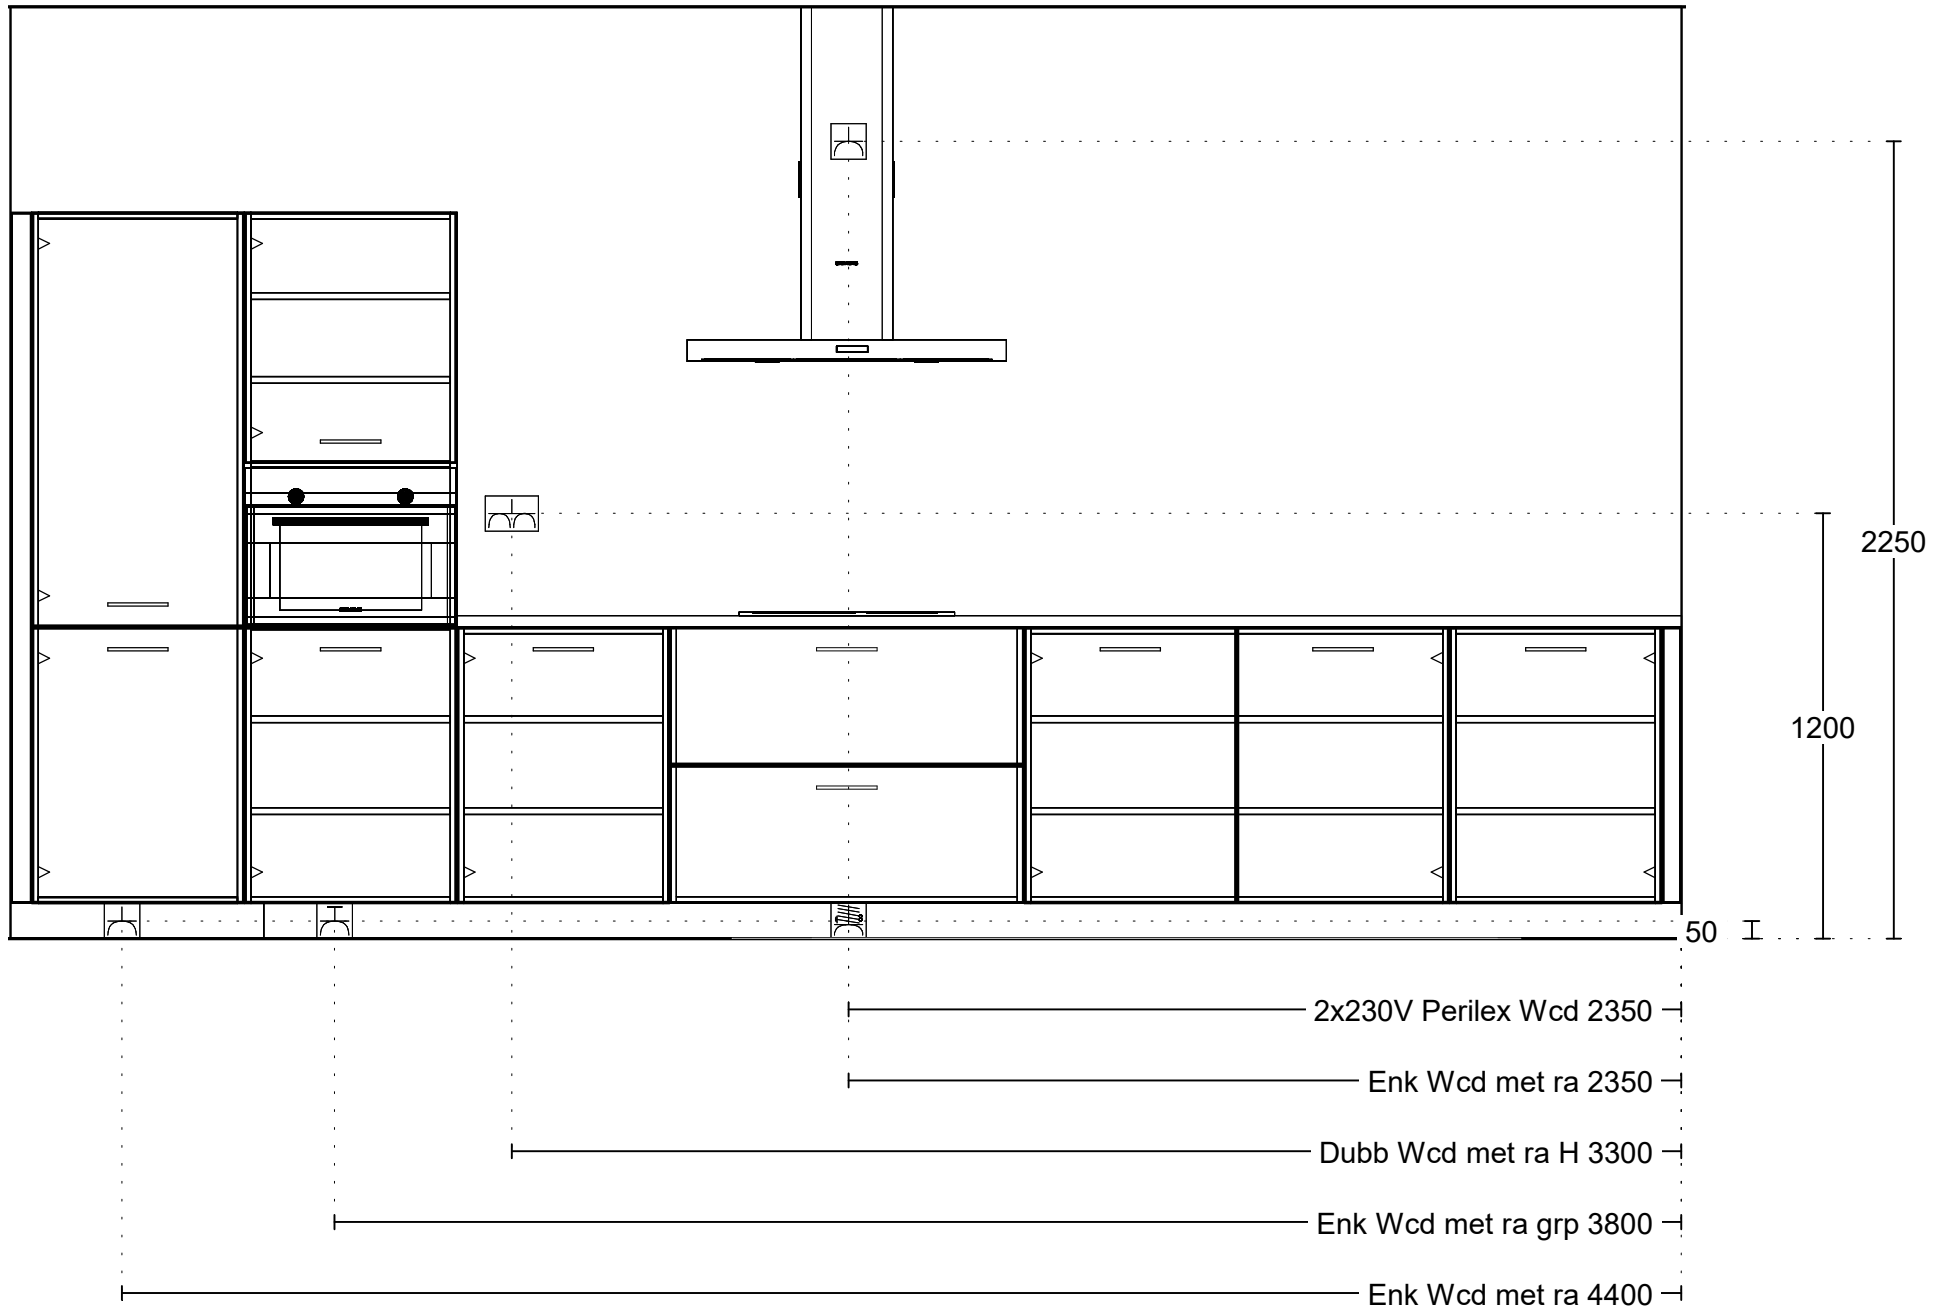 2250
1200
50
2x230V Perilex Wcd 2350
Enk Wcd met ra 2350
Dubb Wcd met ra H 3300
Enk Wcd met ra grp 3800
Enk Wcd met ra 4400